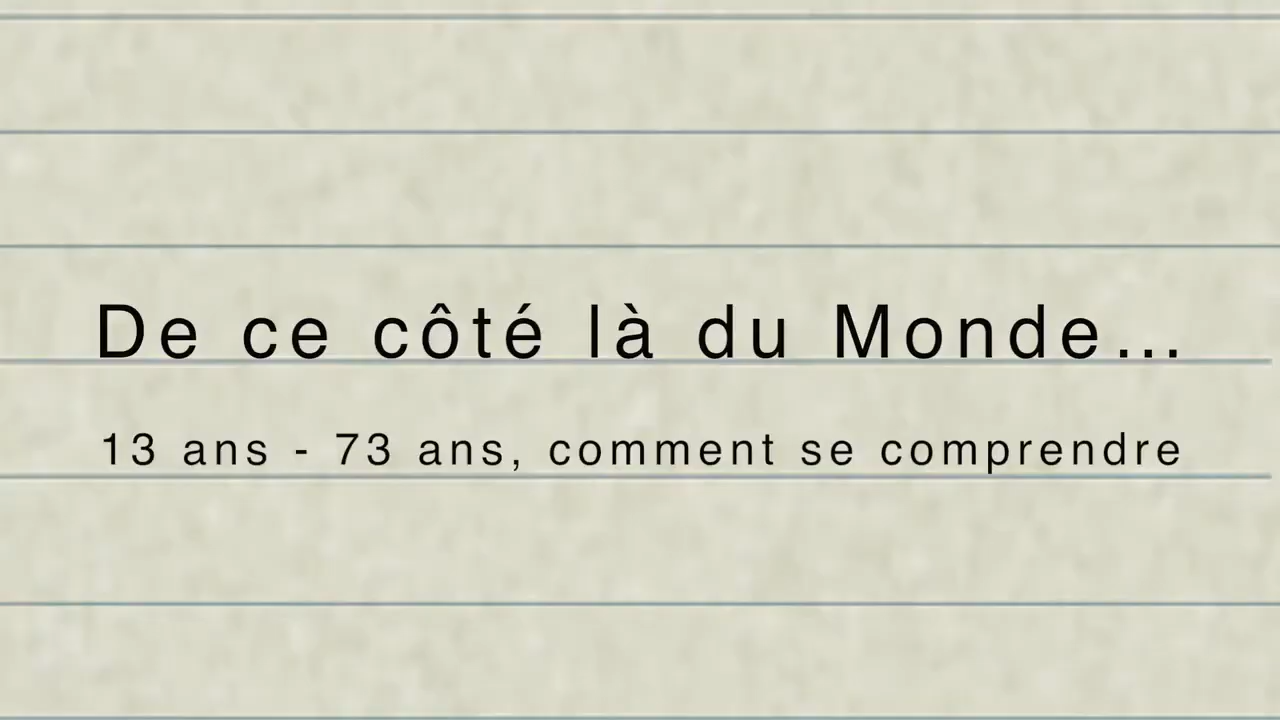 De ce côté là du Monde...
13 ans - 73 ans, comment se comprendre